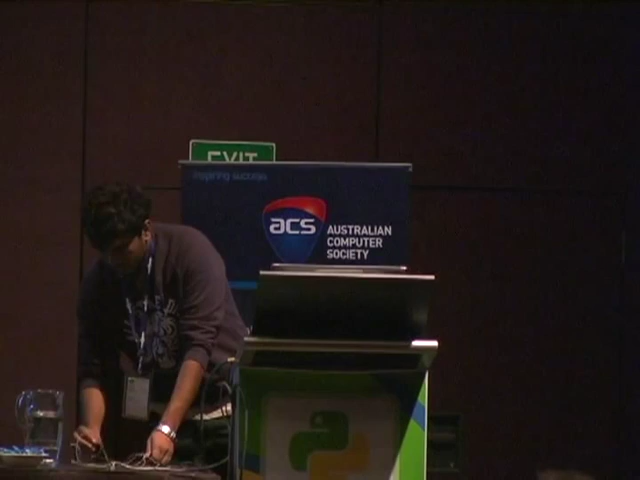 EXIT
inspiring success
acs
AUSTRALIAN
COMPUTER
SOCIETY